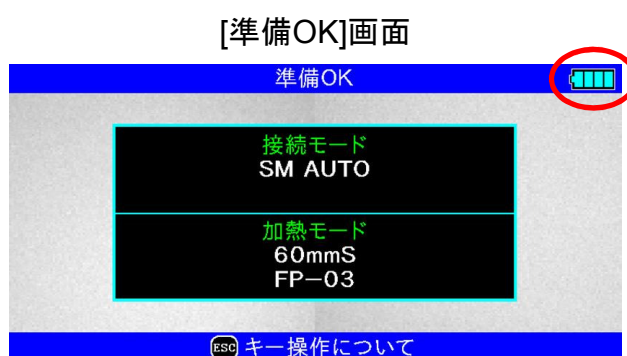 [準備OK]画面
準備OK
接続モード
SM AUTO
加熱モード
60mmS
FP−03
ESC キー操作について